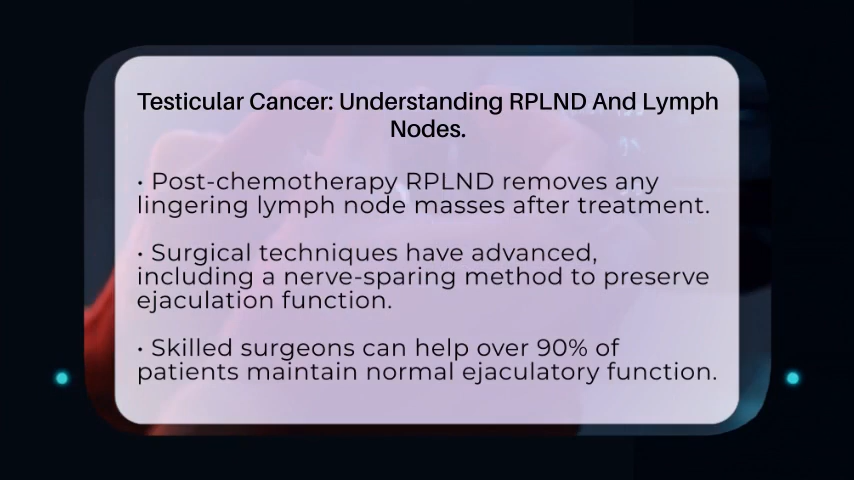 Testicular Cancer: Understanding RPLND And Lymph
Nodes.
• Post-chemotherapy RPLND removes any
lingering lymph node masses after treatment.
• Surgical techniques have advanced,
including a nerve-sparing method to preserve
ejaculation function.
• Skilled surgeons can help over 90% of
patients maintain normal ejaculatory function.